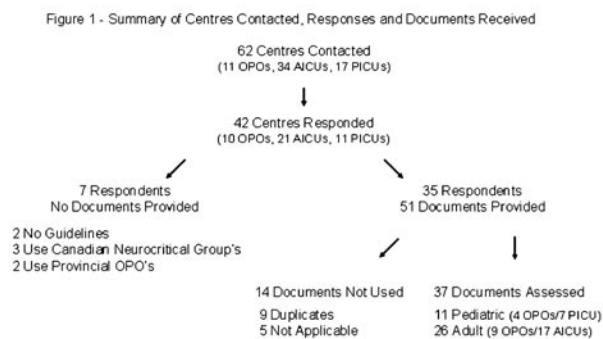 Figure 1 - Summary of Centres Contacted, Responses and Documents Received
62 Centres Contacted
(11 OPOs, 34 AICUs, 17 PICUs)
42 Centres Responded
(10 OPOs, 21 AICUs, 11 PICUs)
7 Respondents
No Documents Provided
2 No Guidelines
3 Use Canadian Neurocritical Group's
2 Use Provincial OPO's
35 Respondents
51 Documents Provided
14 Documents Not Used
9 Duplicates
5 Not Applicable
37 Documents Assessed
11 Pediatric (4 OPOs/7 PICU)
26 Adult (9 OPOs/17 AICUs)